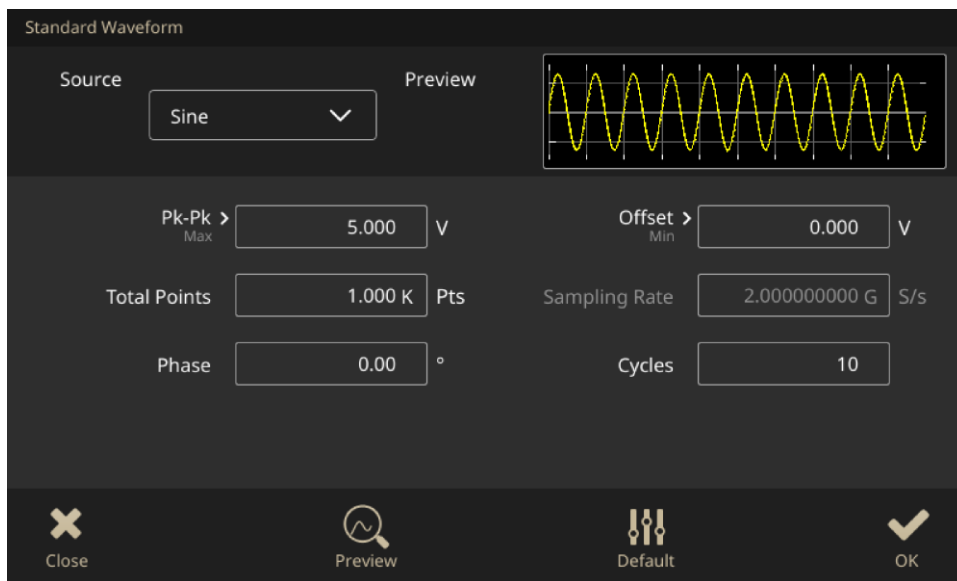 Standard Waveform
Source
Preview
Sine
Pk-Pk
Max
5.000 V
Offset
Min
0.000 V
Total Points 1.000 K Pts
Sampling Rate 2.000000000 G S/s
Phase 0.00 °
Cycles 10
Close
Preview
Default
OK